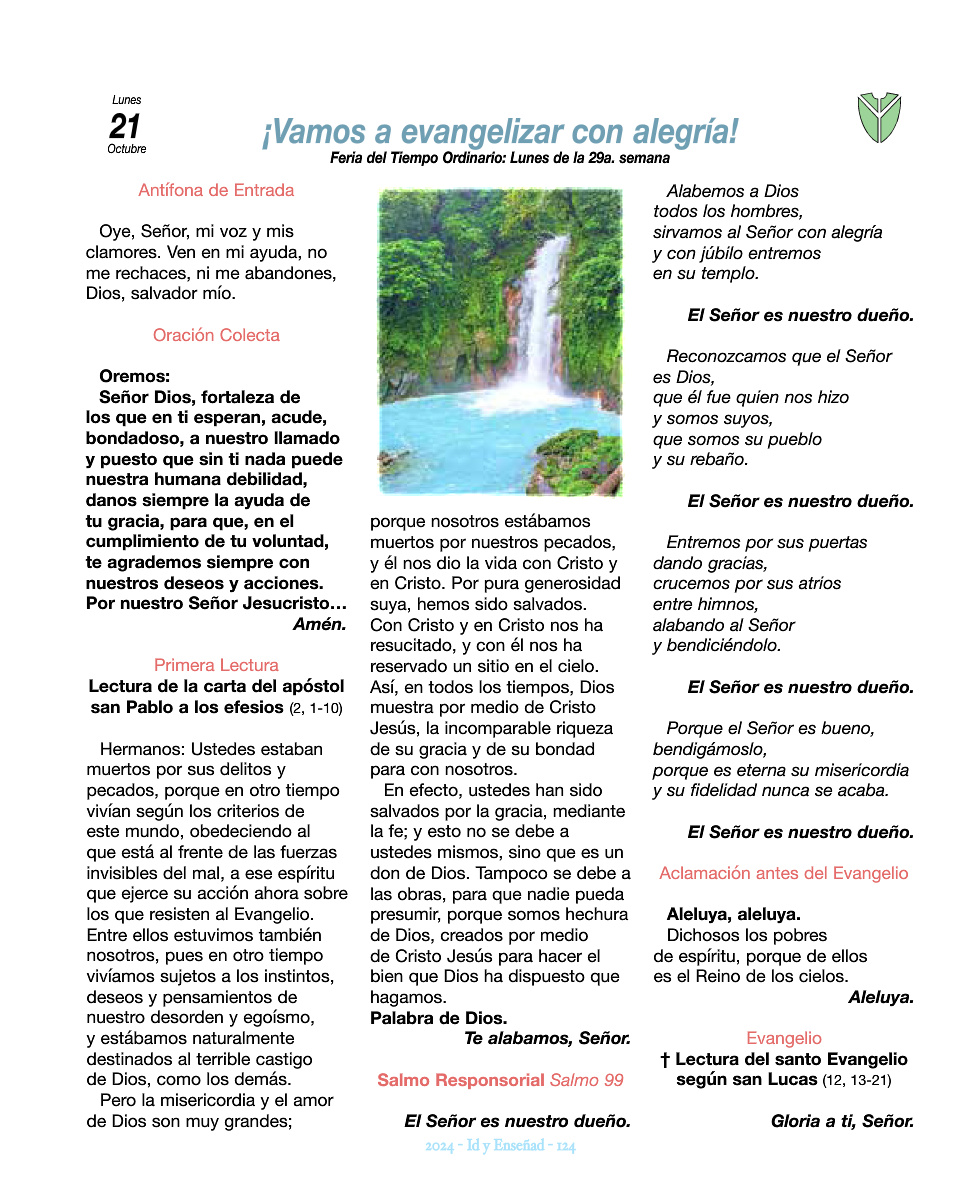 Lunes
21
Octubre
¡Vamos a evangelizar con alegría!
Feria del Tiempo Ordinario: Lunes de la 29a. semana
Antífona de Entrada
Oye, Señor, mi voz y mis
clamores. Ven en mi ayuda, no
me rechaces, ni me abandones,
Dios, salvador mío.
Oración Colecta
Oremos:
Señor Dios, fortaleza de
los que en ti esperan, acude,
bondadoso, a nuestro llamado
y puesto que sin ti nada puede
nuestra humana debilidad,
danos siempre la ayuda de
tu gracia, para que, en el
cumplimiento de tu voluntad,
te agrademos siempre con
nuestros deseos y acciones.
Por nuestro Señor Jesucristo…
Amén.
Primera Lectura
Lectura de la carta del apóstol
san Pablo a los efesios (2, 1-10)
Hermanos: Ustedes estaban
muertos por sus delitos y
pecados, porque en otro tiempo
vivían según los criterios de
este mundo, obedeciendo al
que está al frente de las fuerzas
invisibles del mal, a ese espíritu
que ejerce su acción ahora sobre
los que resisten al Evangelio.
Entre ellos estuvimos también
nosotros, pues en otro tiempo
vivíamos sujetos a los instintos,
deseos y pensamientos de
nuestro desorden y egoísmo,
y estábamos naturalmente
destinados al terrible castigo
de Dios, como los demás.
Pero la misericordia y el amor
de Dios son muy grandes;
porque nosotros estábamos
muertos por nuestros pecados,
y él nos dio la vida con Cristo y
en Cristo. Por pura generosidad
suya, hemos sido salvados.
Con Cristo y en Cristo nos ha
resucitado, y con él nos ha
reservado un sitio en el cielo.
Así, en todos los tiempos, Dios
muestra por medio de Cristo
Jesús, la incomparable riqueza
de su gracia y de su bondad
para con nosotros.
En efecto, ustedes han sido
salvados por la gracia, mediante
la fe; y esto no se debe a
ustedes mismos, sino que es un
don de Dios. Tampoco se debe a
las obras, para que nadie pueda
presumir, porque somos hechura
de Dios, creados por medio
de Cristo Jesús para hacer el
bien que Dios ha dispuesto que
hagamos.
Palabra de Dios.
Te alabamos, Señor.
Salmo Responsorial Salmo 99
El Señor es nuestro dueño.
Alabemos a Dios
todos los hombres,
sirvamos al Señor con alegría
y con júbilo entremos
en su templo.
El Señor es nuestro dueño.
Reconozcamos que el Señor
es Dios,
que él fue quien nos hizo
y somos suyos,
que somos su pueblo
y su rebaño.
El Señor es nuestro dueño.
Entremos por sus puertas
dando gracias,
crucemos por sus atrios
entre himnos,
alabando al Señor
y bendiciéndolo.
El Señor es nuestro dueño.
Porque el Señor es bueno,
bendigámoslo,
porque es eterna su misericordia
y su fidelidad nunca se acaba.
El Señor es nuestro dueño.
Aclamación antes del Evangelio
Aleluya, aleluya.
Dichosos los pobres
de espíritu, porque de ellos
es el Reino de los cielos.
Aleluya.
Evangelio
† Lectura del santo Evangelio
según san Lucas (12, 13-21)
Gloria a ti, Señor.
2024 - Id y Enseñad - 124